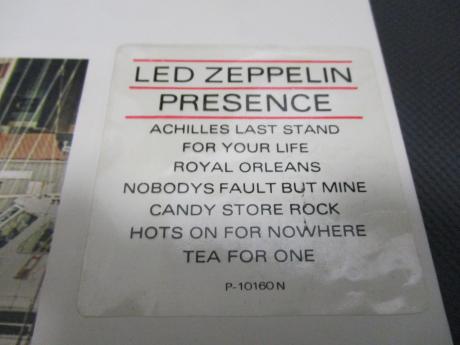 LED ZEPPELIN
PRESENCE
ACHILLES LAST STAND
FOR YOUR LIFE
ROYAL ORLEANS
NOBODYS FAULT BUT MINE
CANDY STORE ROCK
HOTS ON FOR NOWHERE
TEA FOR ONE
P-10160N